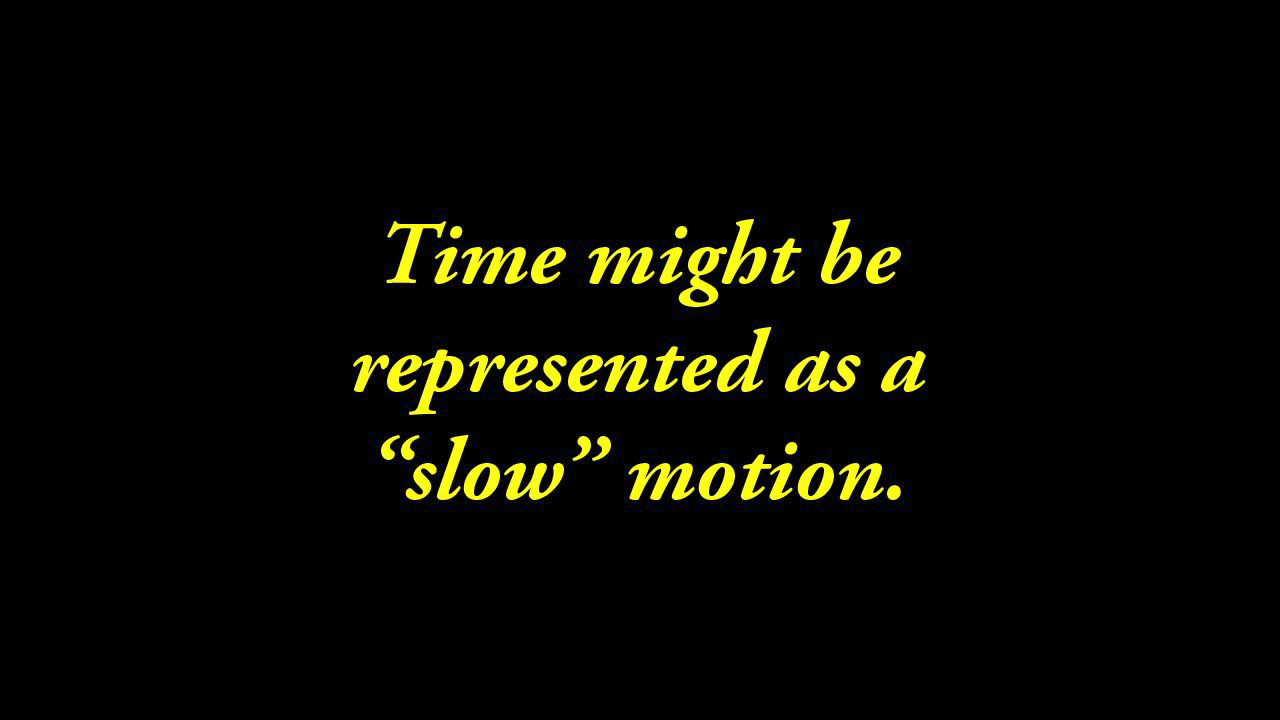 Time might be
represented as a
“slow” motion.